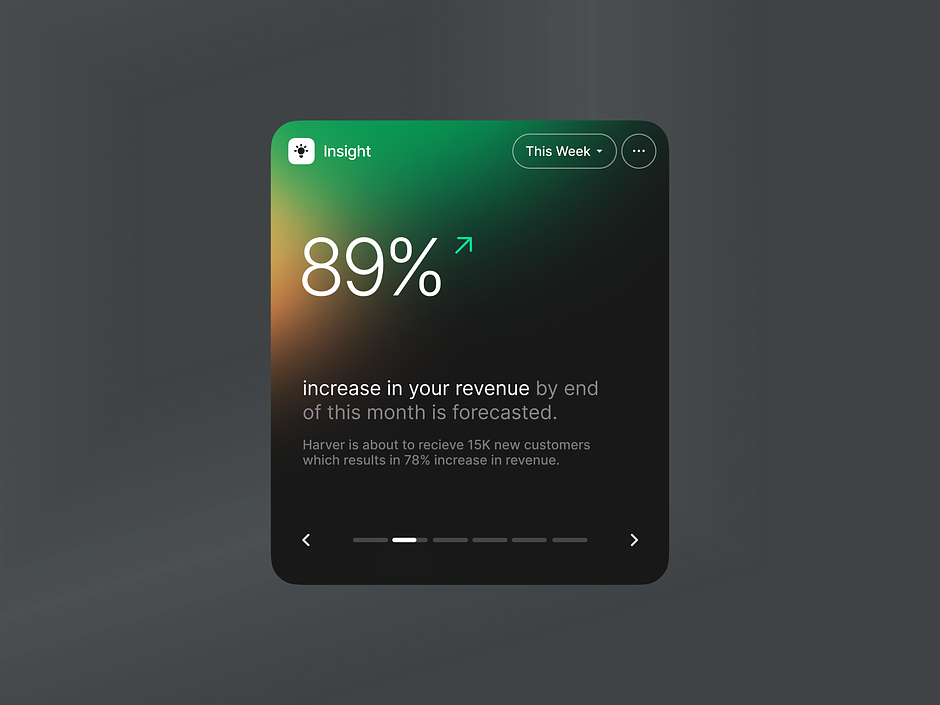 Insight
This Week
89%
increase in your revenue by end
of this month is forecasted.
Harver is about to recieve 15K new customers
which results in 78% increase in revenue.